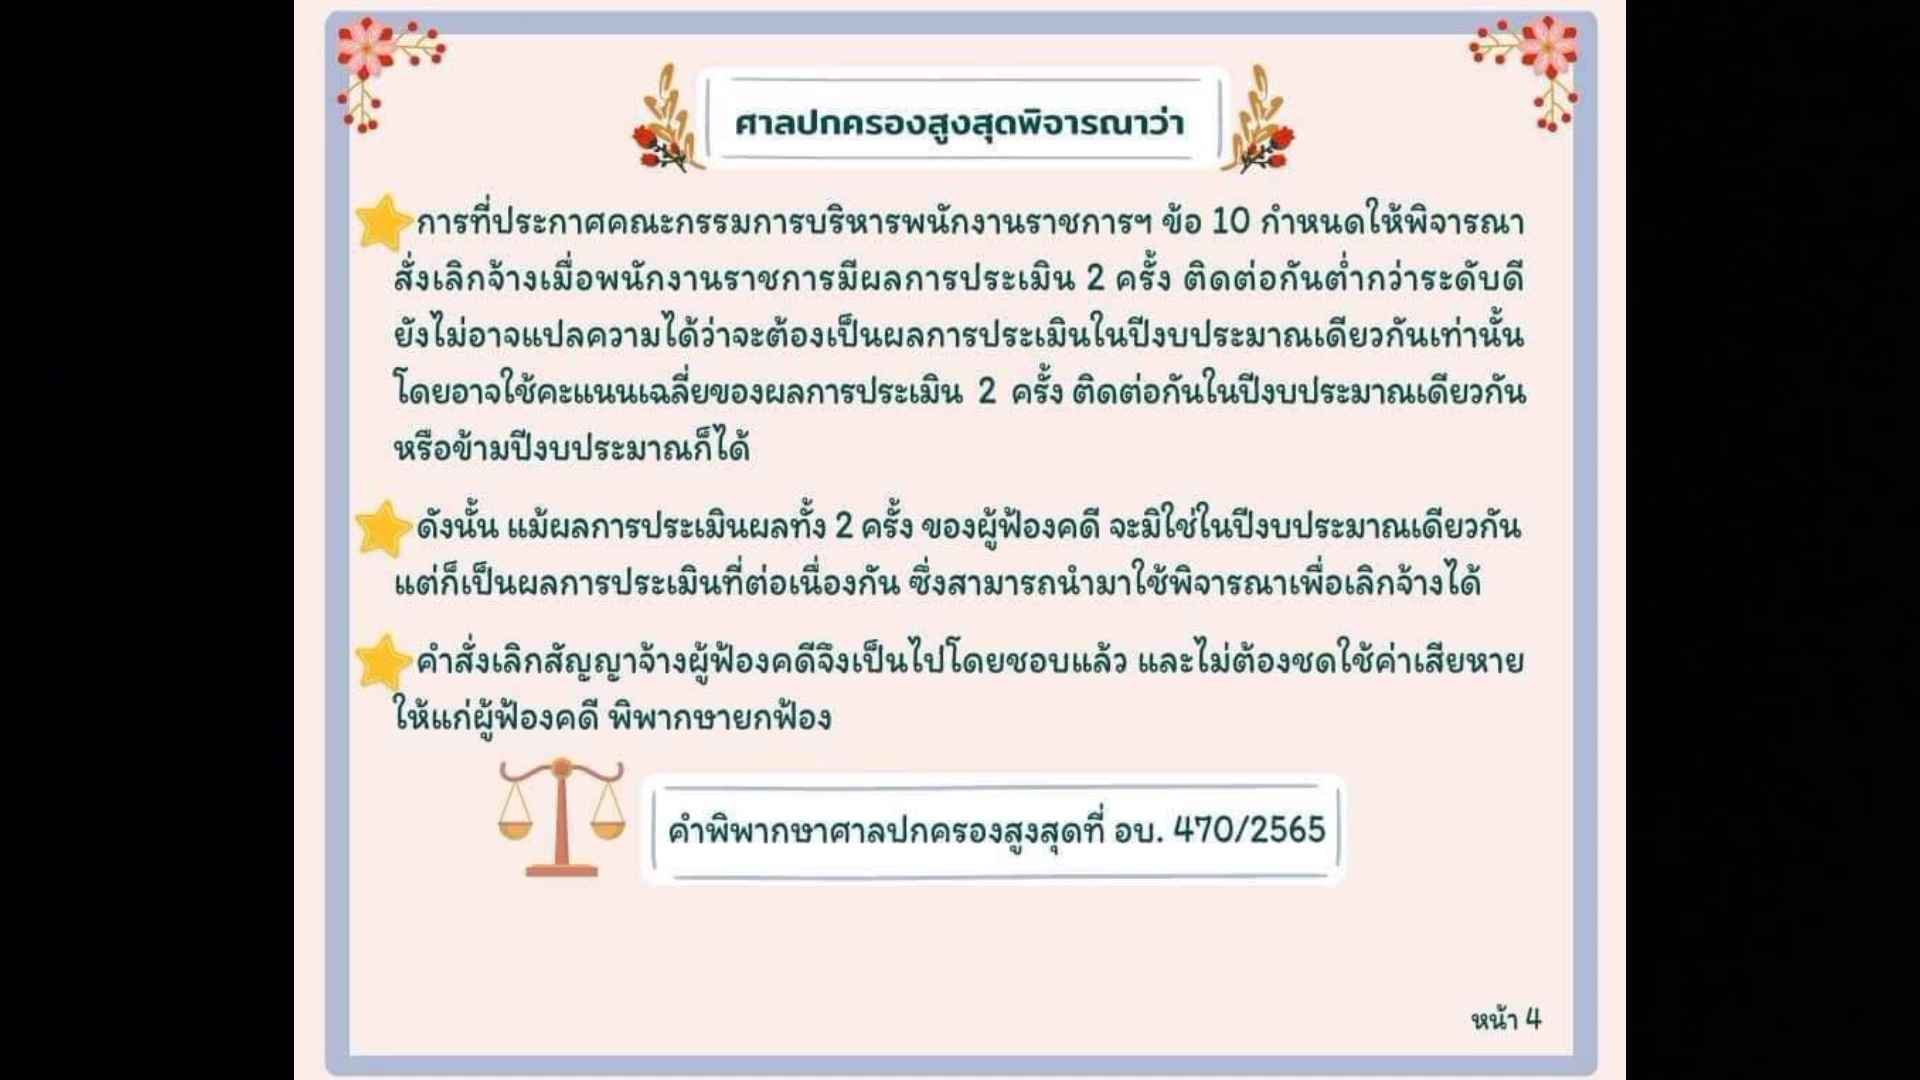 ศาลปกครองสูงสุดพิจารณาว่า
การที่ประกาศคณะกรรมการบริหารพนักงานราชการฯ ข้อ 10 กำหนดให้พิจารณา
สั่งเลิกจ้างเมื่อพนักงานราชการมีผลการประเมิน 2 ครั้ง ติดต่อกันต่ำกว่าระดับดี
ยังไม่อาจแปลความได้ว่าจะต้องเป็นผลการประเมินในปีงบประมาณเดียวกันเท่านั้น
โดยอาจใช้คะแนนเฉลี่ยของผลการประเมิน 2 ครั้ง ติดต่อกันในปีงบประมาณเดียวกัน
หรือข้ามปีงบประมาณก็ได้
ดังนั้น แม้ผลการประเมินผลทั้ง 2 ครั้ง ของผู้ฟ้องคดี จะมิใช่ในปีงบประมาณเดียวกัน
แต่ก็เป็นผลการประเมินที่ต่อเนื่องกัน ซึ่งสามารถนำมาใช้พิจารณาเพื่อเลิกจ้างได้
คำสั่งเลิกสัญญาจ้างผู้ฟ้องคดีจึงเป็นไปโดยชอบแล้ว และไม่ต้องชดใช้ค่าเสียหาย
ให้แก่ผู้ฟ้องคดี พิพากษายกฟ้อง
คำพิพากษาศาลปกครองสูงสุดที่ อบ. 470/2565
หน้า 4